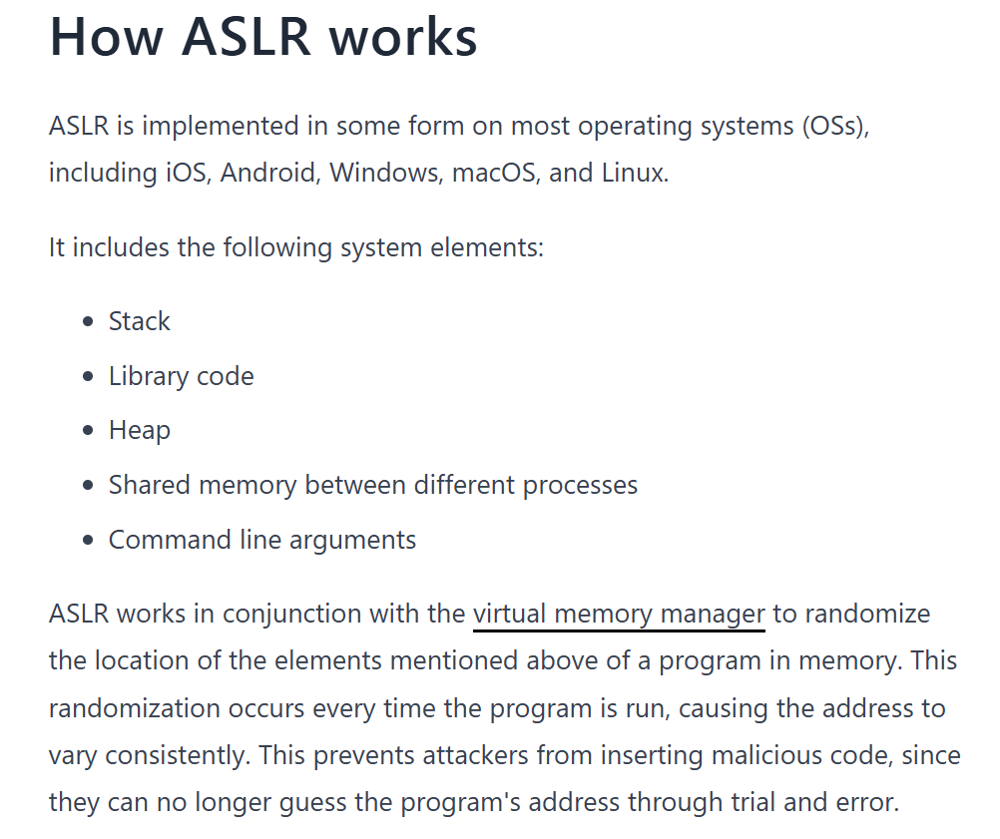 How ASLR works
ASLR is implemented in some form on most operating systems (OSs),
including iOS, Android, Windows, macOS, and Linux.
It includes the following system elements:
• Stack
• Library code
• Heap
• Shared memory between different processes
• Command line arguments
ASLR works in conjunction with the virtual memory manager to randomize
the location of the elements mentioned above of a program in memory. This
randomization occurs every time the program is run, causing the address to
vary consistently. This prevents attackers from inserting malicious code, since
they can no longer guess the program's address through trial and error.